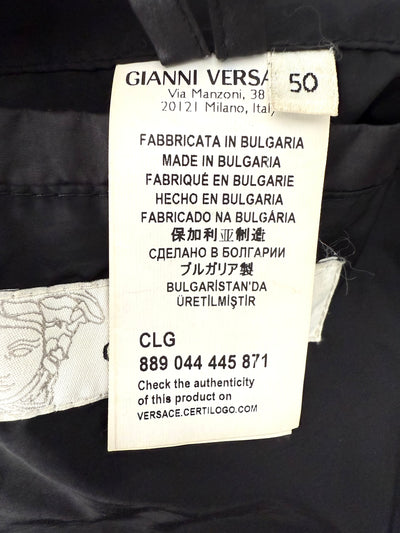 GIANNI VERSA
50
Via Manzoni, 38
20121 Milano, Italy
FABBRICATA IN BULGARIA
MADE IN BULGARIA
FABRIQUÉ EN BULGARIE
HECHO EN BULGARIA
FABRICADO NA BULGÁRIA
保加利亚制造
СДЕЛАНО В БОЛГАРИИ
ブルガリア製
BULGARİSTAN'DA
ÜRETİLMİŞTİR
CLG
889 044 445 871
Check the authenticity
of this product on
VERSACE.CERTILOGO.COM